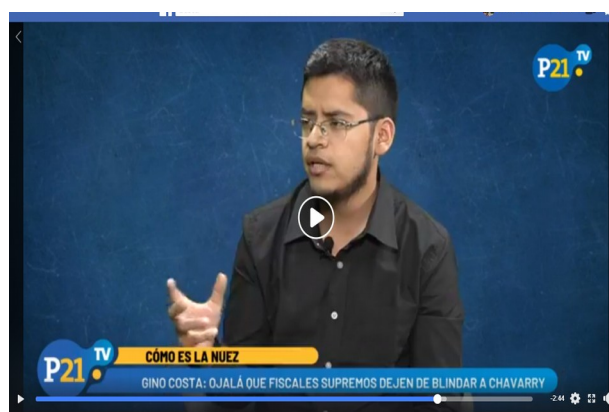 P21 TV
CÓMO ES LA NUEZ
P21 TV
GINO COSTA: OJALÁ QUE FISCALES SUPREMOS DEJEN DE BLINDAR A CHAVARRY
-2:44